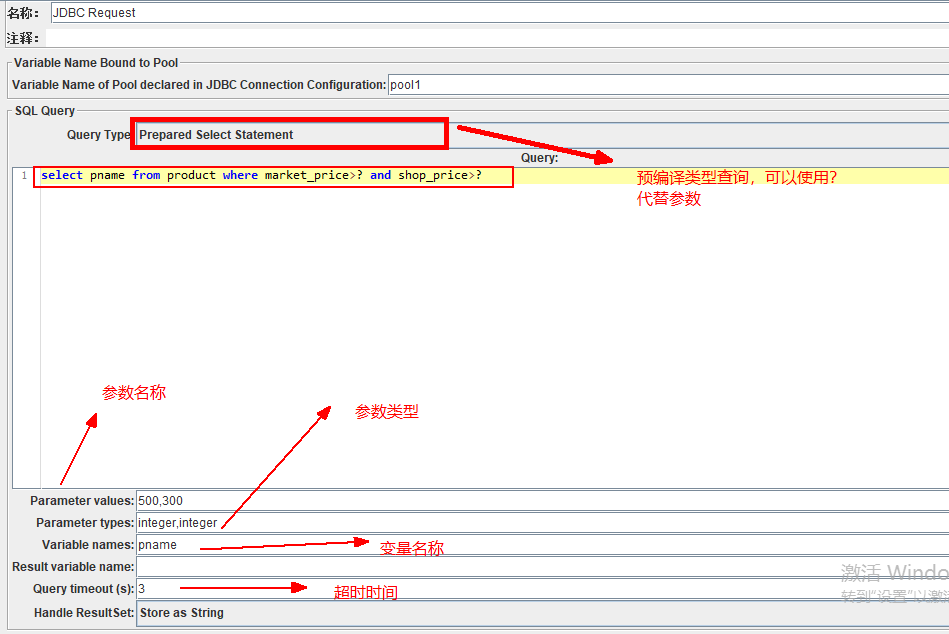 名称： JDBC Request
注释：
Variable Name Bound to Pool
Variable Name of Pool declared in JDBC Connection Configuration: pool1
SQL Query
Query Type Prepared Select Statement
Query:
1 select pname from product where market_price>? and shop_price>?
预编译类型查询，可以使用？
代替参数
参数名称
参数类型
Parameter values: 500,300
Parameter types: integer,integer
Variable names: pname
变量名称
Result variable name:
激活 Windo
Query timeout (s): 3
超时时间
转到"设置"以激
Handle ResultSet: Store as String